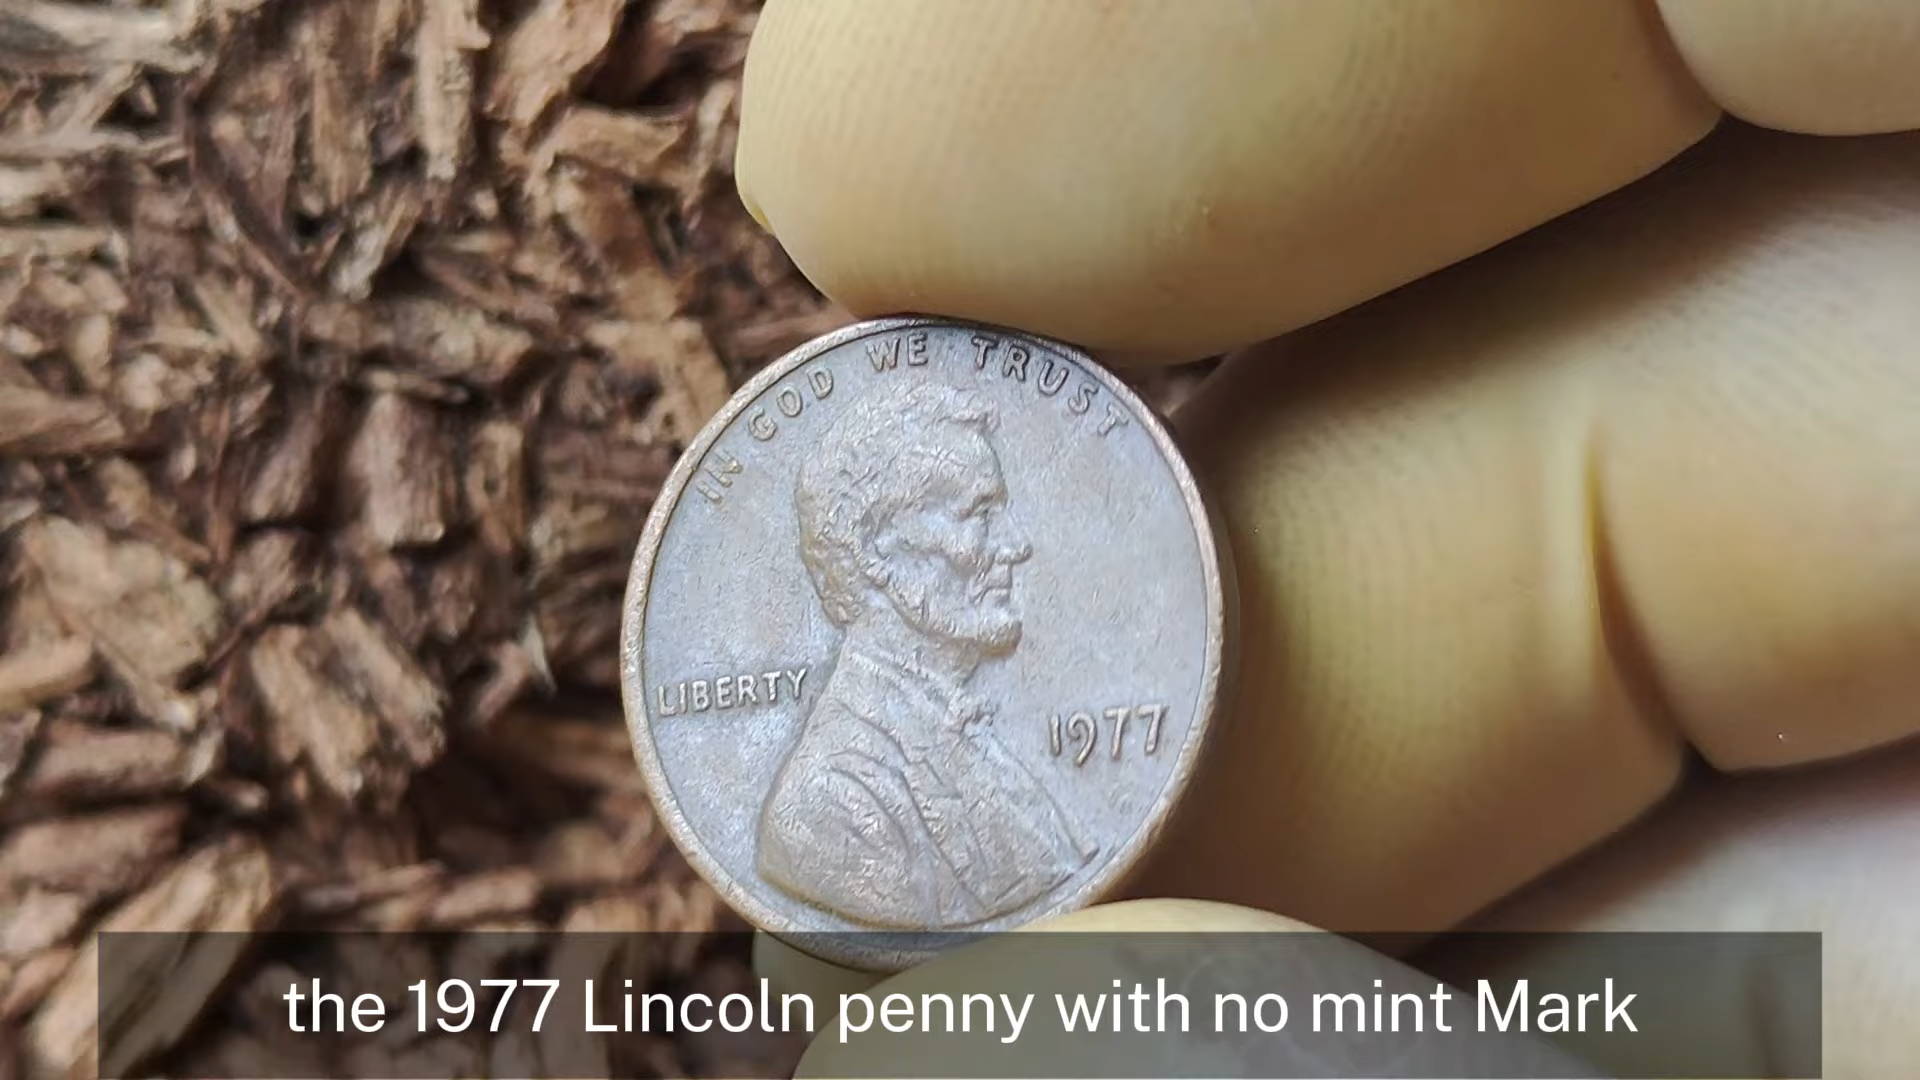 IN GOD WE TRUST
LIBERTY
1977
the 1977 Lincoln penny with no mint Mark